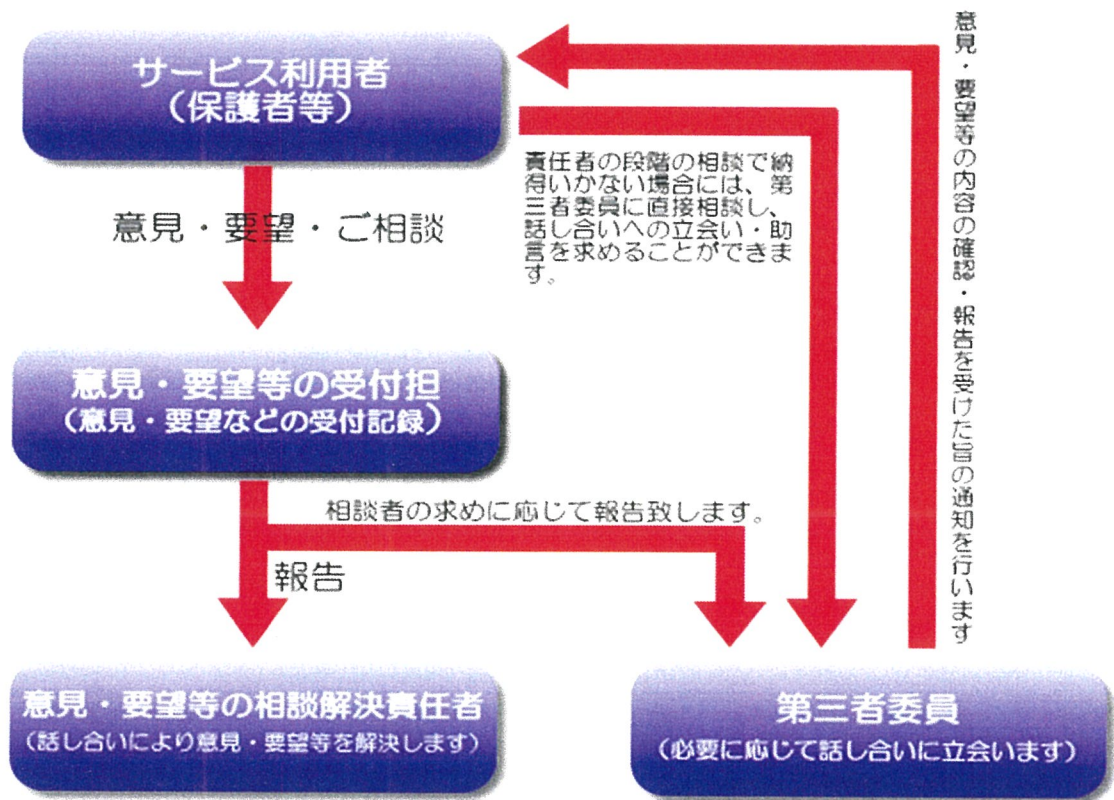 サービス利用者
（保護者等）
意見・要望・ご相談
責任者の段階の相談で納
得いかない場合には、第
三者委員に直接相談し、
話し合いへの立会い・助
言を求めることができま
す。
意見・要望等の内容の確認・報告を受けた旨の通知を行います
意見・要望等の受付担
（意見・要望などの受付記録）
相談者の求めに応じて報告致します。
報告
意見・要望等の相談解決責任者
（話し合いにより意見・要望等を解決します）
第三者委員
（必要に応じて話し合いに立会います）